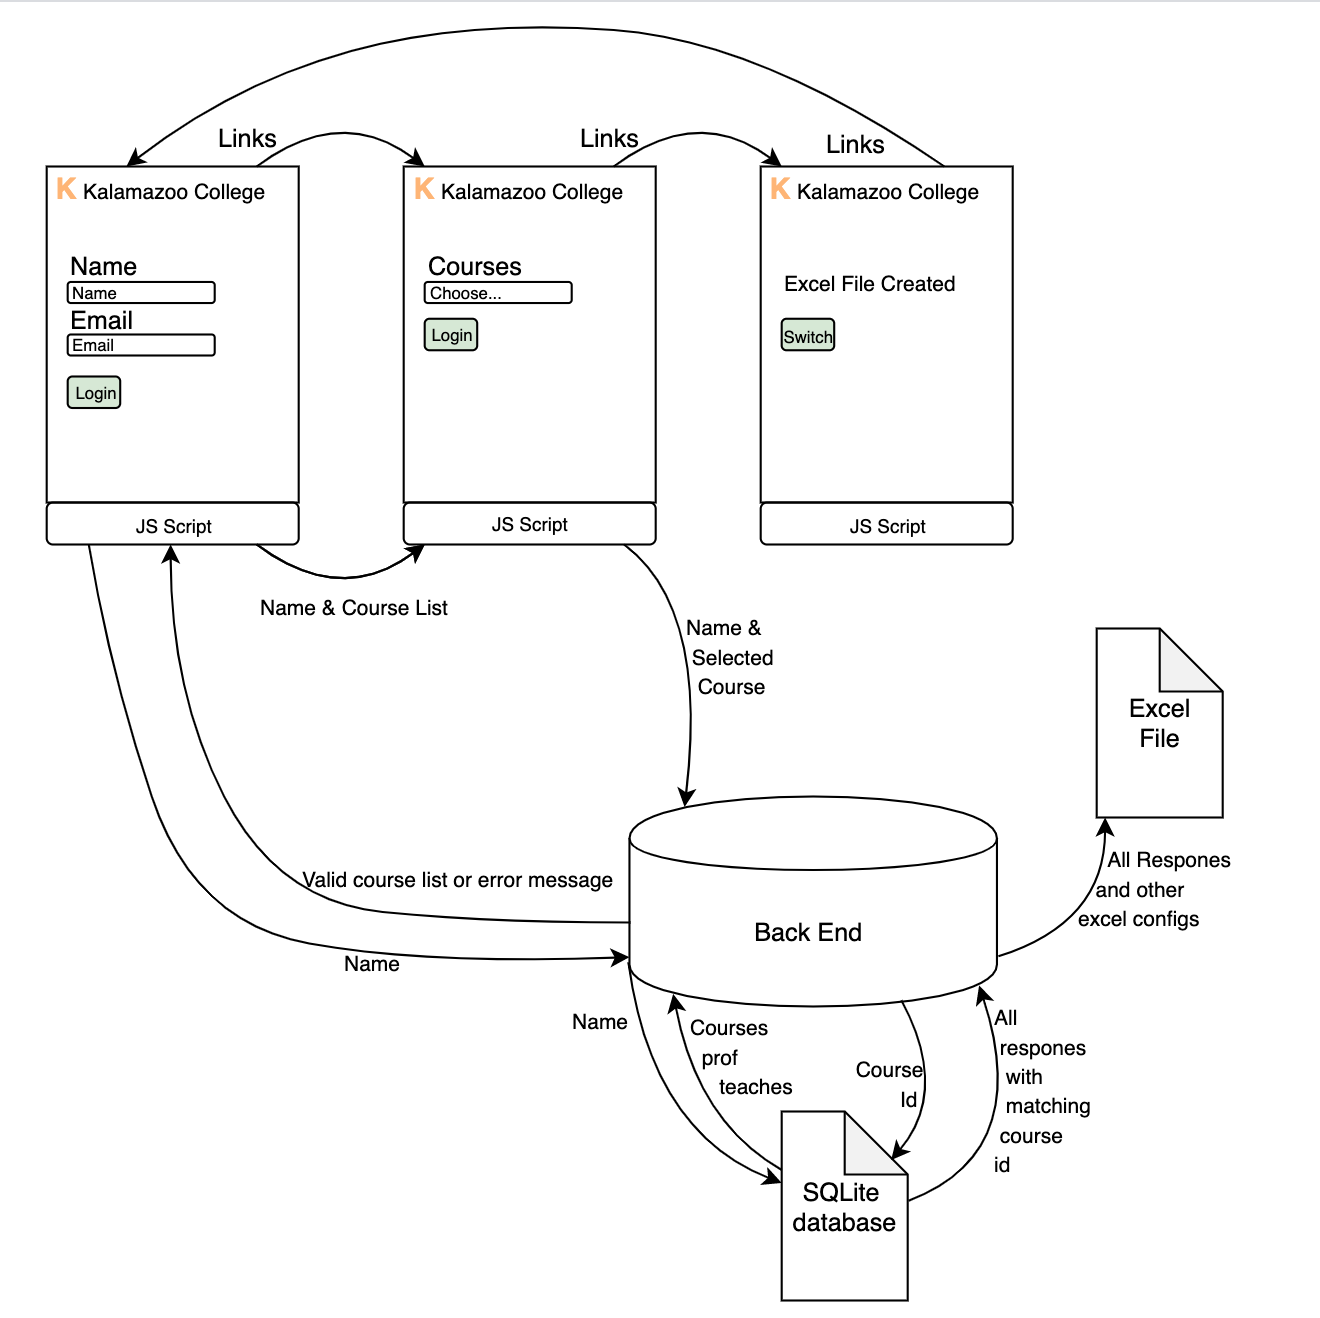 Links
Links
Links
K Kalamazoo College
K Kalamazoo College
K Kalamazoo College
Name
Name
Email
Email
Login
Courses
Choose...
Login
Excel File Created
Switch
JS Script
JS Script
JS Script
Name & Course List
Name &
Selected
Course
Excel
File
All Respones
and other
excel configs
Valid course list or error message
Back End
Name
Name
Courses
prof
teaches
Course
Id
All
respones
with
matching
course
id
SQLite
database